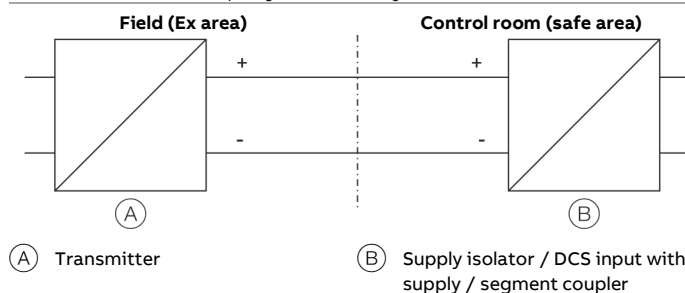 Field (Ex area)
Control room (safe area)
+
+
-
-
A
B
A Transmitter
B Supply isolator / DCS input with
supply / segment coupler